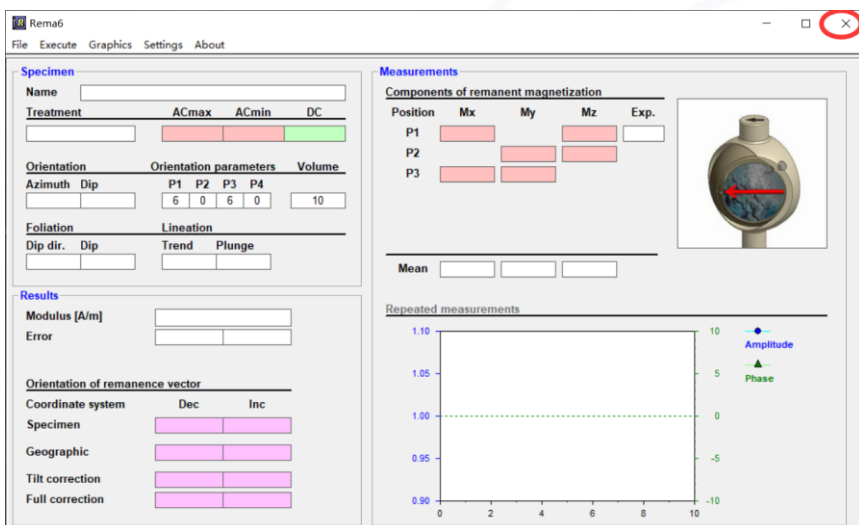 Rema6
File Execute Graphics Settings About
Specimen
Name
Treatment ACmax ACmin DC
Orientation Orientation parameters Volume
Azimuth Dip P1 P2 P3 P4
6 0 6 0 10
Foliation Lineation
Dip dir. Dip Trend Plunge
Results
Modulus [A/m]
Error
Orientation of remanence vector
Coordinate system Dec Inc
Specimen
Geographic
Tilt correction
Full correction
Measurements
Components of remanent magnetization
Position Mx My Mz Exp.
P1
P2
P3
Mean
Repeated measurements
1.10 10
1.05 5
1.00 0
0.95 -5
0.90 -10
0 2 4 6 8 10
Amplitude
Phase